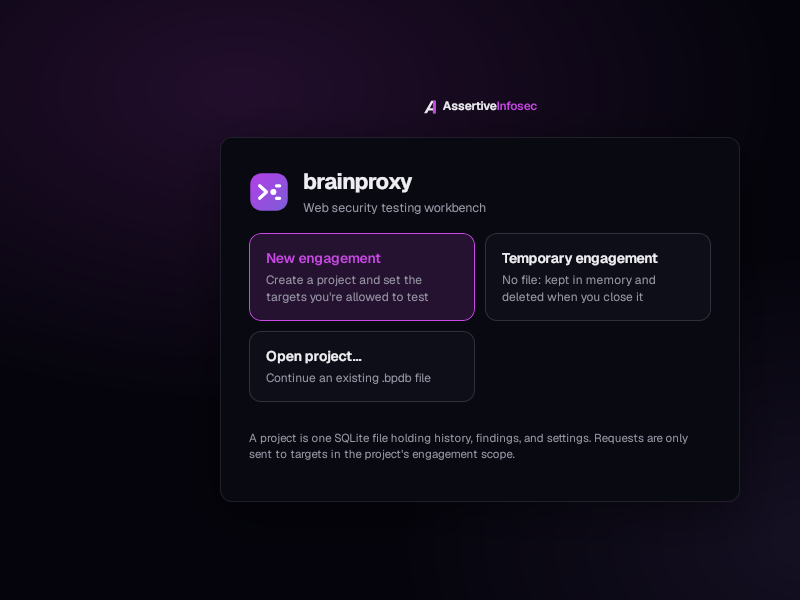 AssertiveInfosec
brainproxy
Web security testing workbench
New engagement
Create a project and set the
targets you're allowed to test
Temporary engagement
No file: kept in memory and
deleted when you close it
Open project...
Continue an existing .bpdb file
A project is one SQLite file holding history, findings, and settings. Requests are only
sent to targets in the project's engagement scope.